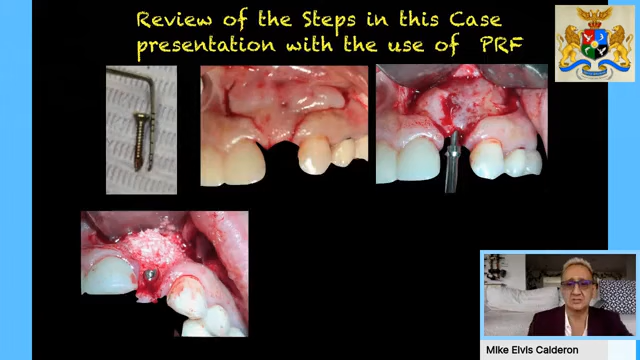 Review of the Steps in this Case
presentation with the use of PRF
Mike Elvis Calderon